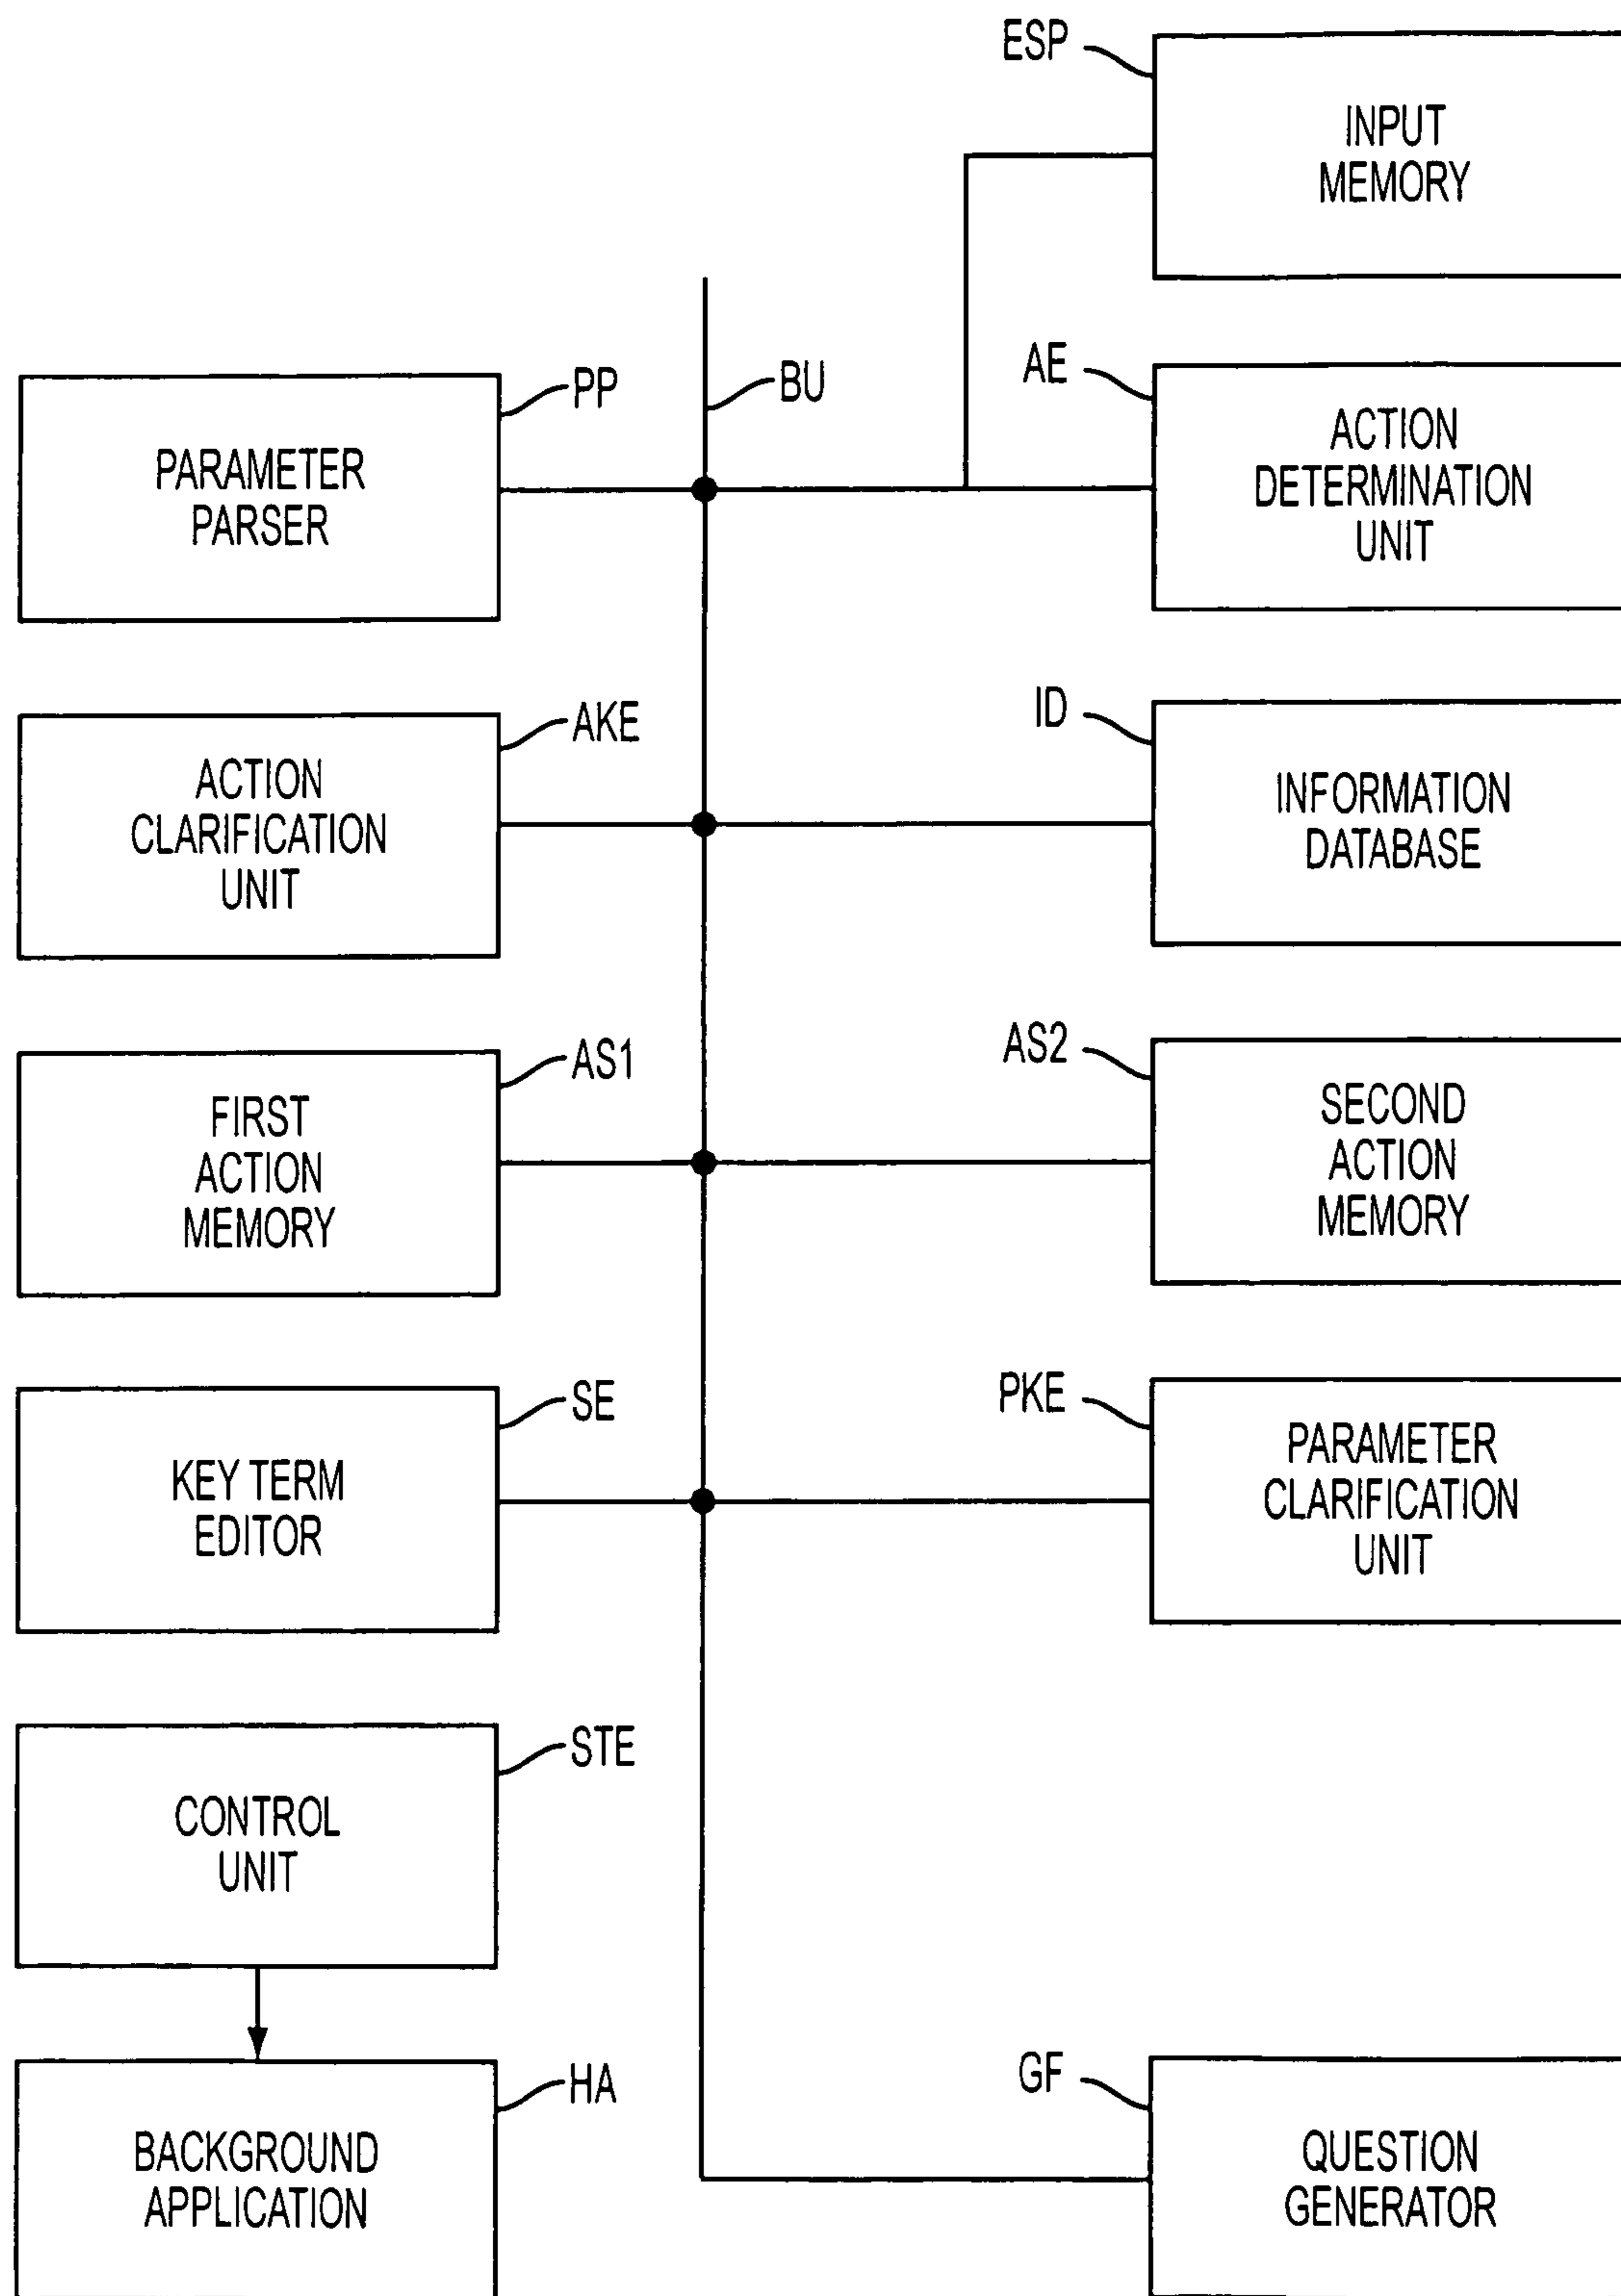 ESP
INPUT
MEMORY
PP
BU
AE
PARAMETER
PARSER
ACTION
DETERMINATION
UNIT
AKE
ID
ACTION
CLARIFICATION
UNIT
INFORMATION
DATABASE
AS1
AS2
FIRST
ACTION
MEMORY
SECOND
ACTION
MEMORY
SE
PKE
KEY TERM
EDITOR
PARAMETER
CLARIFICATION
UNIT
STE
CONTROL
UNIT
HA
GF
BACKGROUND
APPLICATION
QUESTION
GENERATOR